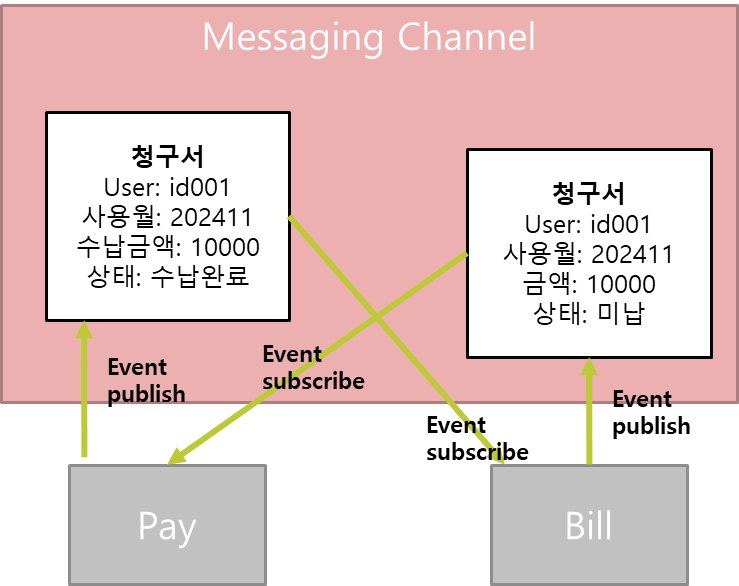 Messaging Channel
청구서
User: id001
사용월: 202411
수납금액: 10000
상태: 수납완료
청구서
User: id001
사용월: 202411
금액: 10000
상태: 미납
Event
publish
Event
subscribe
Event
subscribe
Event
publish
Pay
Bill